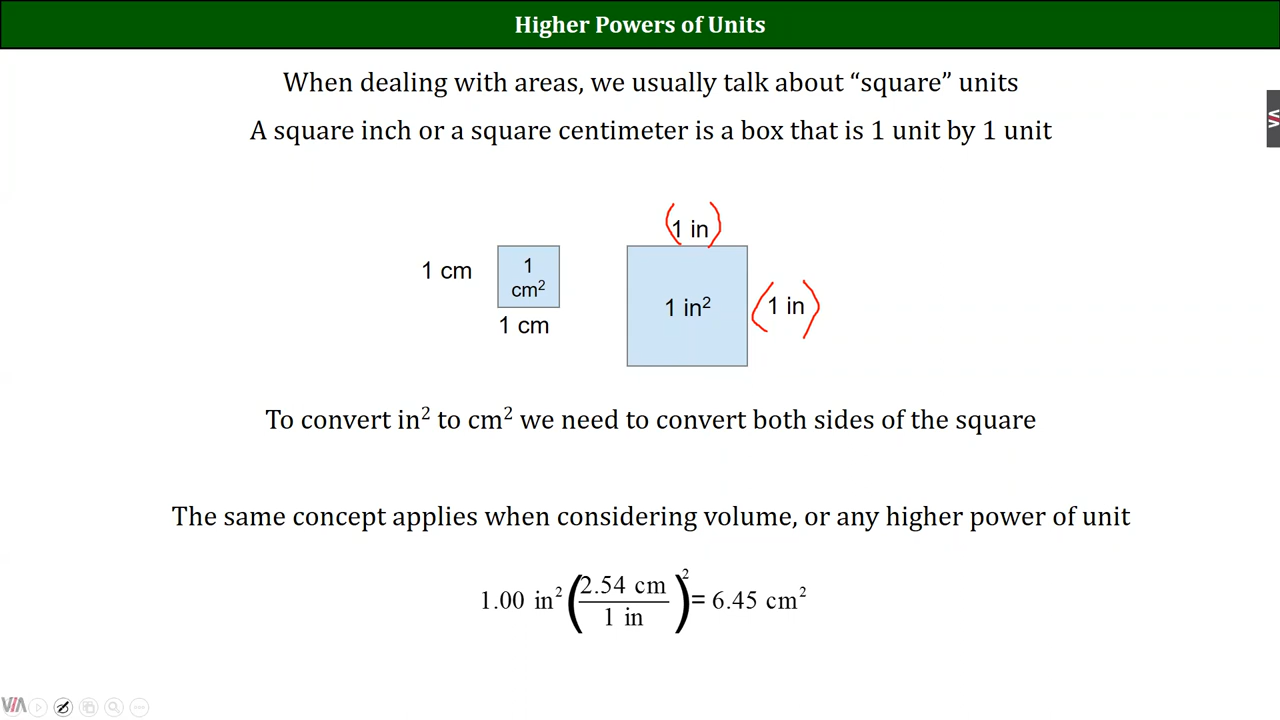 Higher Powers of Units
When dealing with areas, we usually talk about “square” units
A square inch or a square centimeter is a box that is 1 unit by 1 unit
(1 in)
1 cm
1
cm²
1 in²
(1 in)
1 cm
To convert in² to cm² we need to convert both sides of the square
The same concept applies when considering volume, or any higher power of unit
1.00 in² (2.54 cm / 1 in)² = 6.45 cm²
VIA
VIA